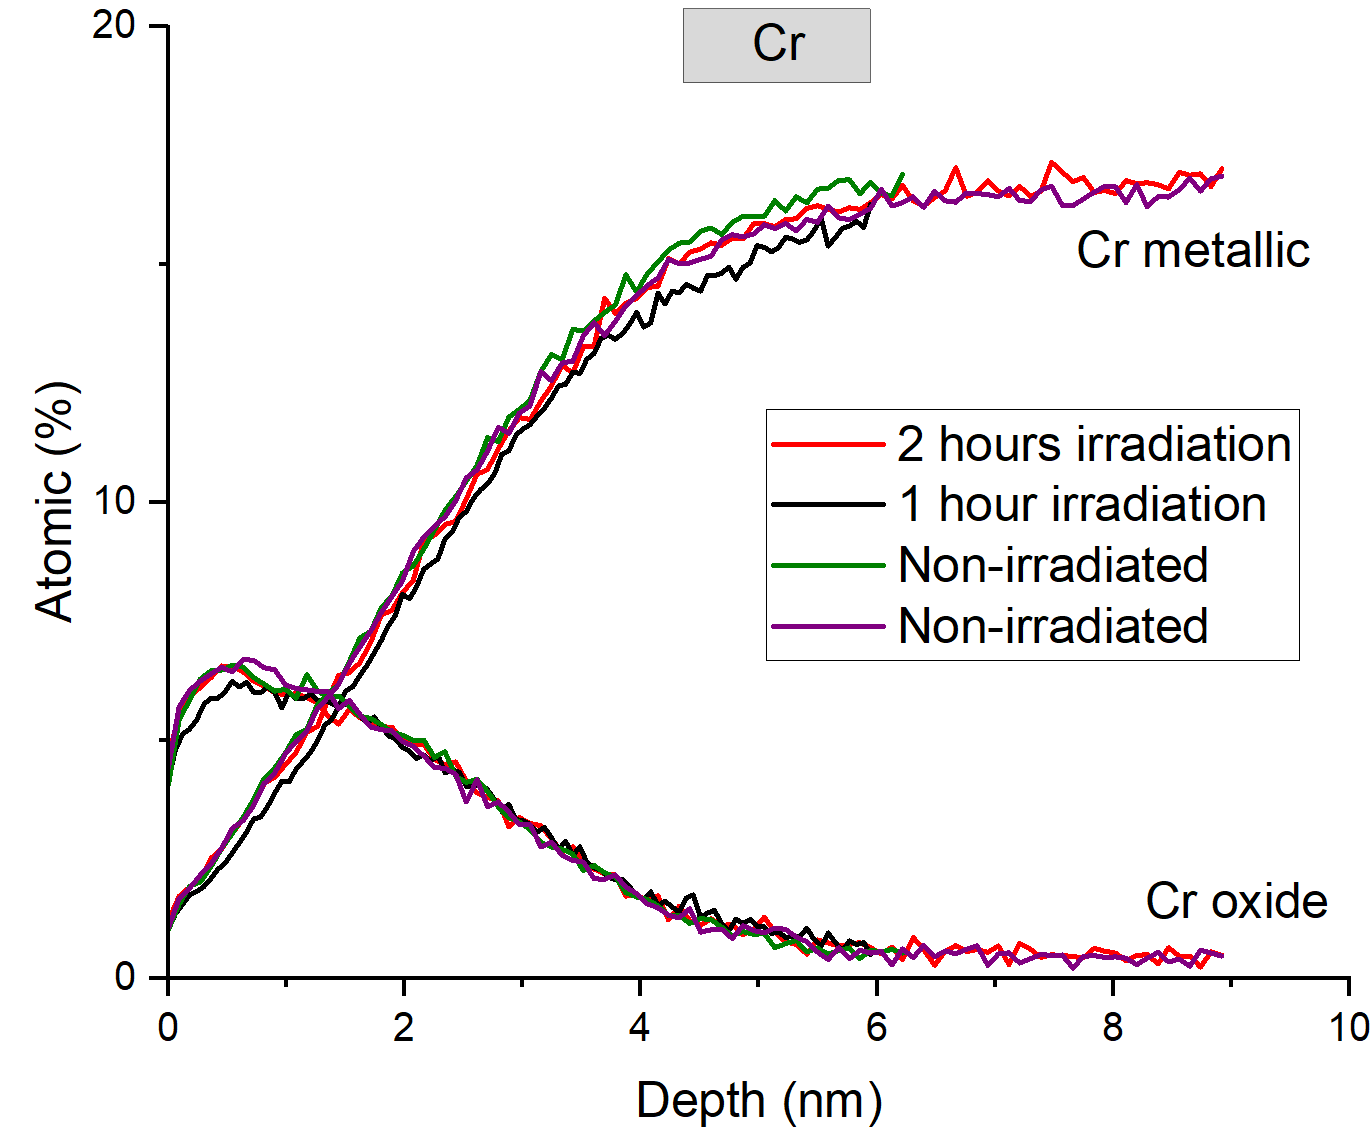 Cr
20
10
0
Atomic (%)
Cr metallic
2 hours irradiation
1 hour irradiation
Non-irradiated
Non-irradiated
Cr oxide
0 2 4 6 8 10
Depth (nm)